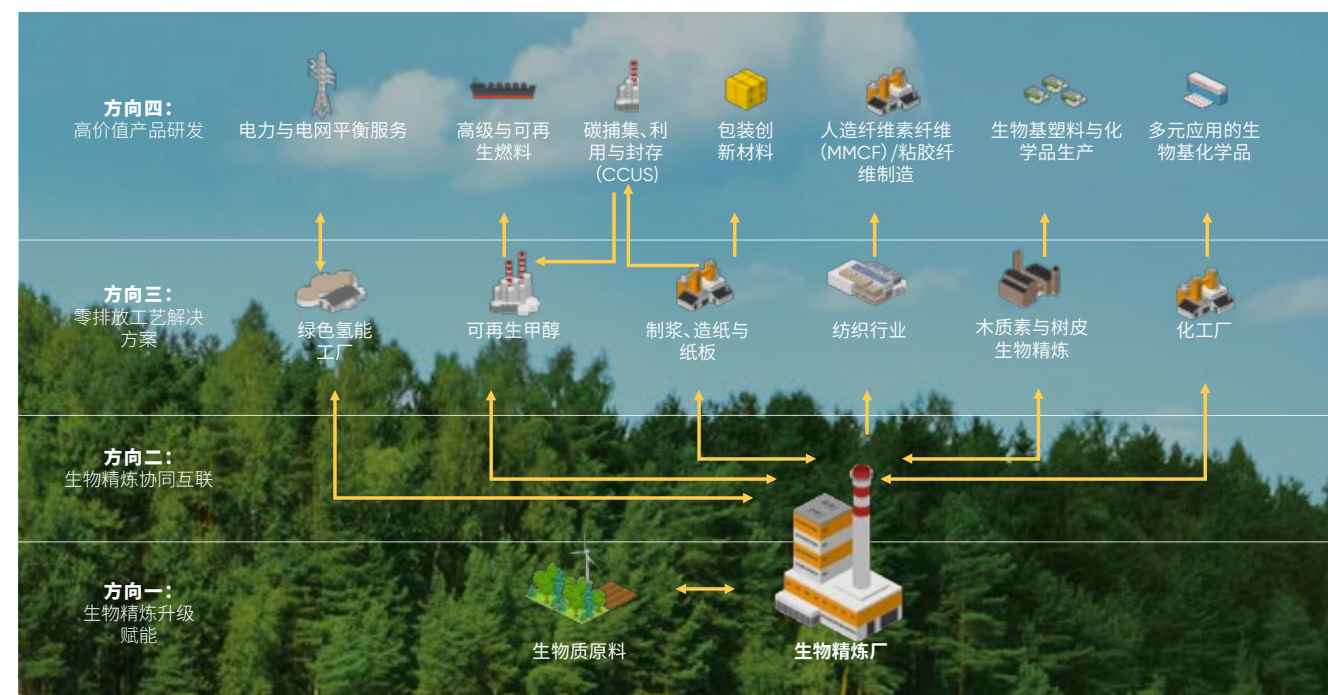 方向四：
高价值产品研发
电力与电网平衡服务
高级与可再
生燃料
碳捕集、利
用与封存
(CCUS)
包装创
新材料
人造纤维素纤维
(MMCF)/粘胶纤
维制造
生物基塑料与化
学品生产
多元应用的生
物基化学品
方向三：
零排放工艺解决
方案
绿色氢能
工厂
可再生甲醇
制浆、造纸与
纸板
纺织行业
木质素与树皮
生物精炼
化工厂
方向二：
生物精炼协同互联
方向一：
生物精炼升级
赋能
生物质原料
生物精炼厂